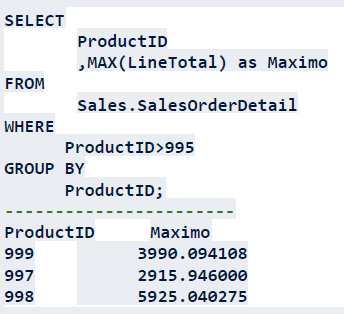 SELECT
ProductID
,MAX(LineTotal) as Maximo
FROM
Sales.SalesOrderDetail
WHERE
ProductID>995
GROUP BY
ProductID;
------------------------
ProductID Maximo
999 3990.094108
997 2915.946000
998 5925.040275